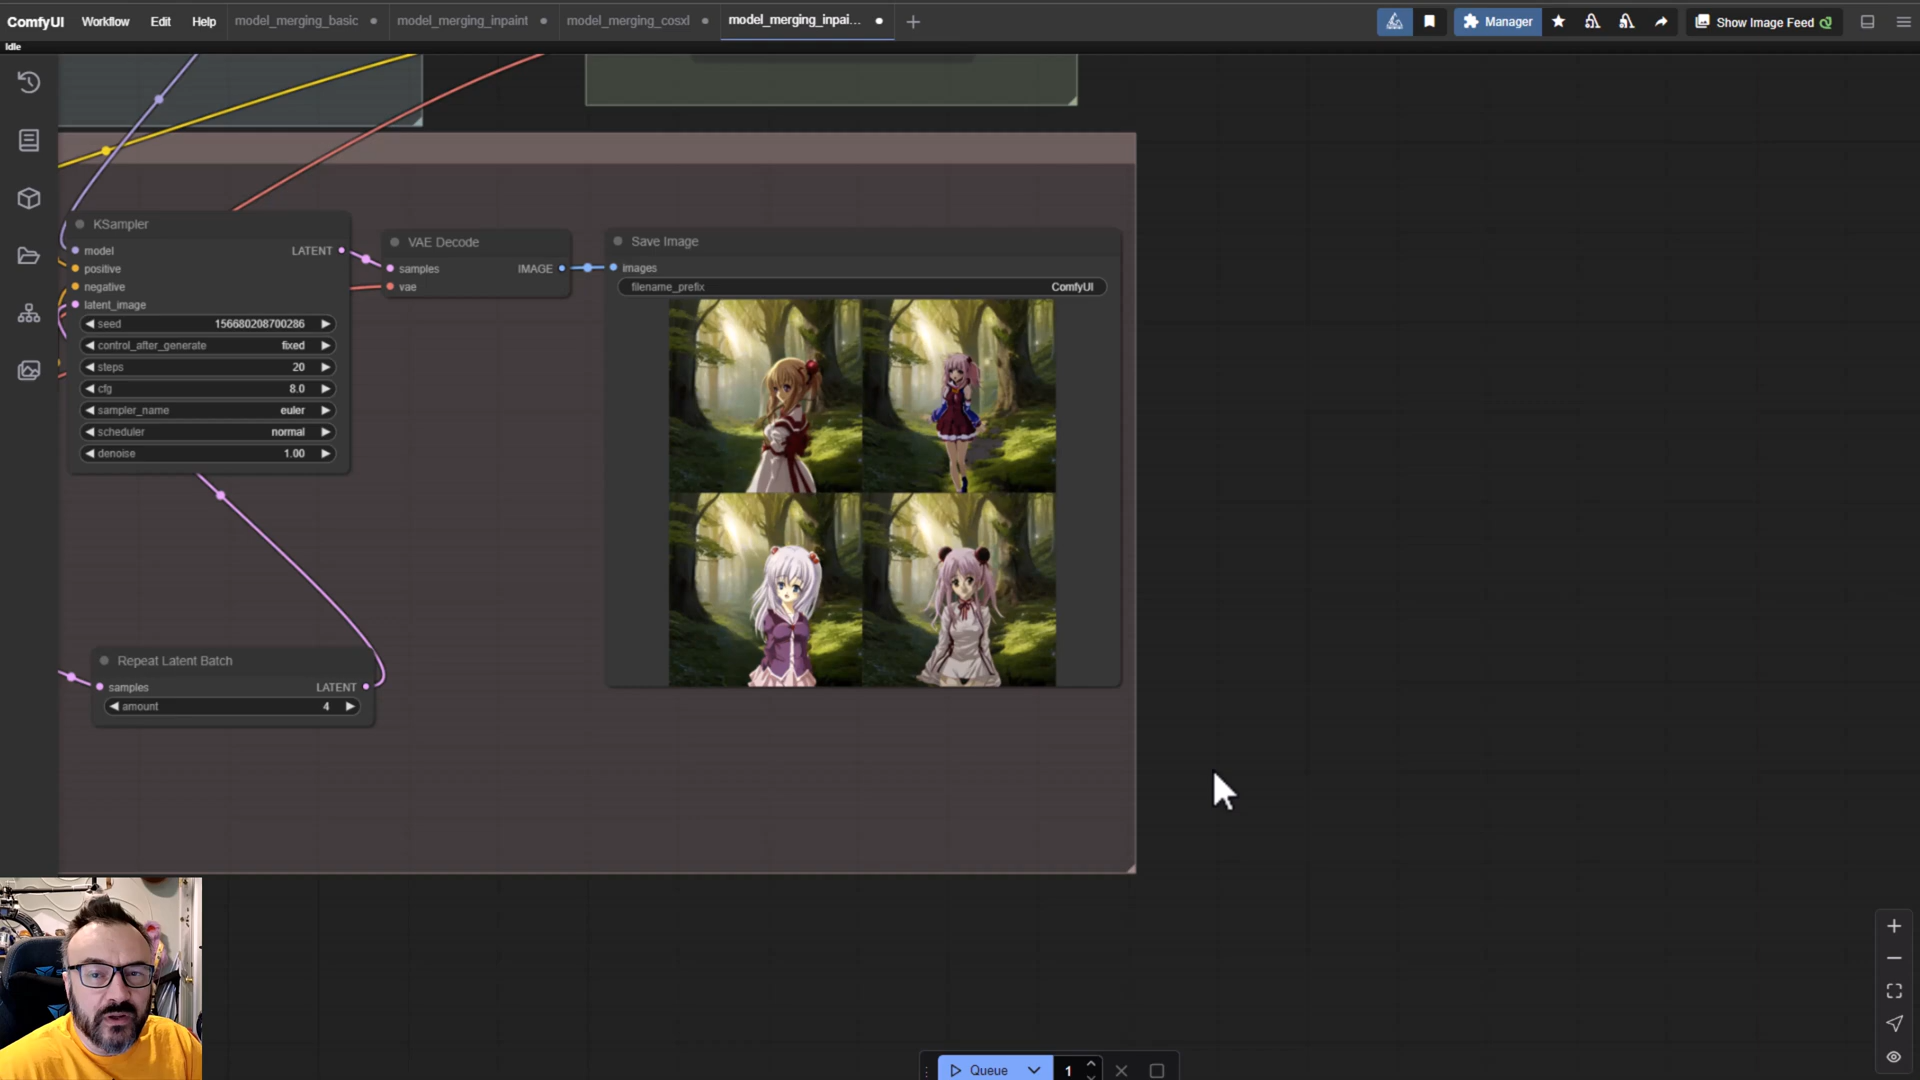 ComfyUI Workflow Edit Help model_merging_basic model_merging_inpaint model_merging_cosxl model_merging_inpai... Manager Show Image Feed
Idle
KSampler
model LATENT
positive
negative
latent_image
seed 156680208700286
control_after_generate fixed
steps 20
cfg 8.0
sampler_name euler
scheduler normal
denoise 1.00
VAE Decode
samples IMAGE
vae
Save Image
images
filename_prefix ComfyUI
Repeat Latent Batch
samples LATENT
amount 4
Queue 1